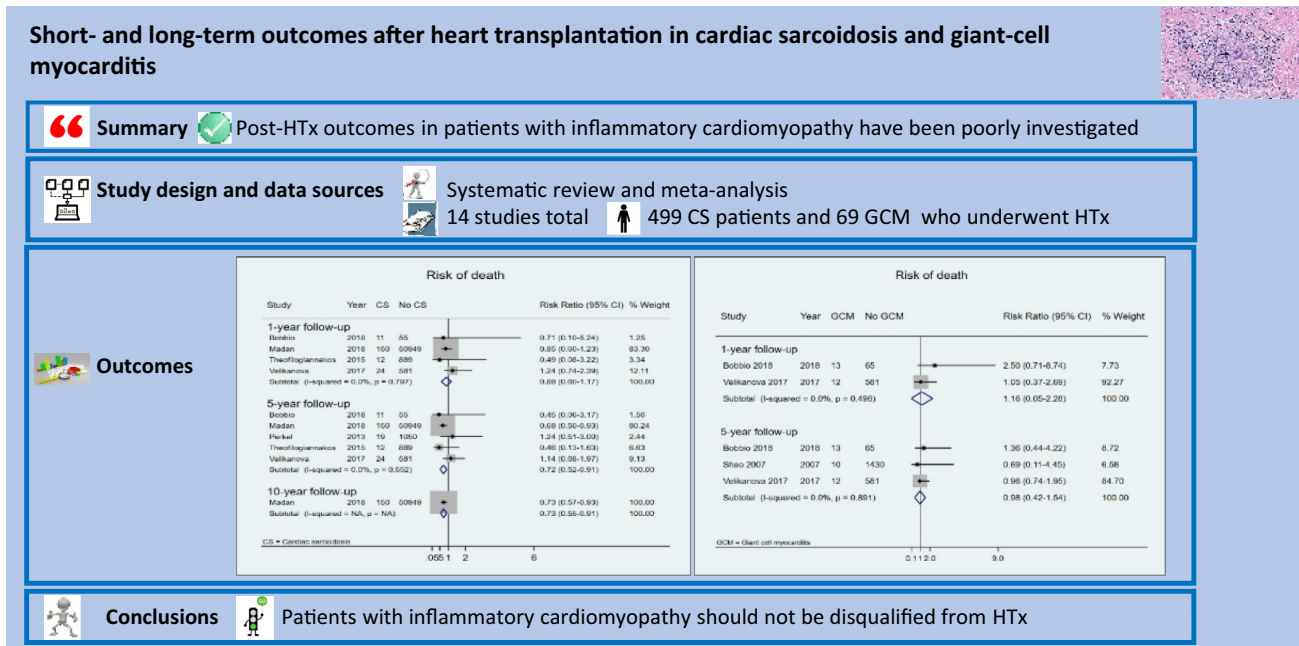 Short- and long-term outcomes after heart transplantation in cardiac sarcoidosis and giant-cell
myocarditis
Summary Post-HTx outcomes in patients with inflammatory cardiomyopathy have been poorly investigated
Study design and data sources Systematic review and meta-analysis
14 studies total 499 CS patients and 69 GCM who underwent HTx
Outcomes
Risk of death
Study Year CS No CS Risk Ratio (95% CI) % Weight
1-year follow-up
Bobbio 2018 11 55 0.71 (0.10-5.24) 1.25
Madan 2018 150 50949 0.85 (0.60-1.23) 83.30
Theofilogiannakos 2015 12 889 0.49 (0.08-3.22) 3.34
Velikanova 2017 24 581 1.24 (0.74-2.39) 12.11
Subtotal (I-squared = 0.0%, p = 0.797) 0.88 (0.60-1.17) 100.00
5-year follow-up
Bobbio 2018 11 55 0.45 (0.06-3.17) 1.56
Madan 2018 150 50949 0.68 (0.50-0.93) 80.24
Perkel 2013 19 1050 1.24 (0.51-3.00) 2.44
Theofilogiannakos 2015 12 889 0.46 (0.13-1.63) 6.63
Velikanova 2017 24 581 1.14 (0.66-1.97) 9.13
Subtotal (I-squared = 0.0%, p = 0.552) 0.72 (0.52-0.91) 100.00
10-year follow-up
Madan 2018 150 50949 0.73 (0.57-0.93) 100.00
Subtotal (I-squared = NA, p = NA) 0.73 (0.55-0.91) 100.00
CS = Cardiac sarcoidosis
.055 1 2 6
Risk of death
Study Year GCM No GCM Risk Ratio (95% CI) % Weight
1-year follow-up
Bobbio 2018 2018 13 65 2.50 (0.71-8.74) 7.73
Velikanova 2017 2017 12 581 1.05 (0.37-2.69) 92.27
Subtotal (I-squared = 0.0%, p = 0.496) 1.16 (0.05-2.28) 100.00
5-year follow-up
Bobbio 2018 2018 13 65 1.36 (0.44-4.22) 8.72
Shao 2007 2007 10 1430 0.69 (0.11-4.45) 6.58
Velikanova 2017 2017 12 581 0.96 (0.74-1.95) 84.70
Subtotal (I-squared = 0.0%, p = 0.891) 0.98 (0.42-1.54) 100.00
GCM = Giant cell myocarditis
0.1 1 2.0 9.0
Conclusions Patients with inflammatory cardiomyopathy should not be disqualified from HTx